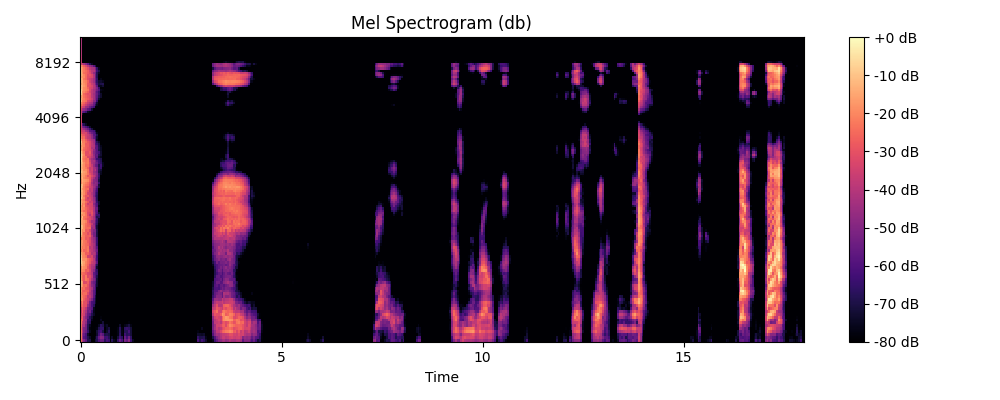 Mel Spectrogram (db)
8192
4096
2048
1024
512
0
Hz
0
5
10
15
Time
+0 dB
-10 dB
-20 dB
-30 dB
-40 dB
-50 dB
-60 dB
-70 dB
-80 dB